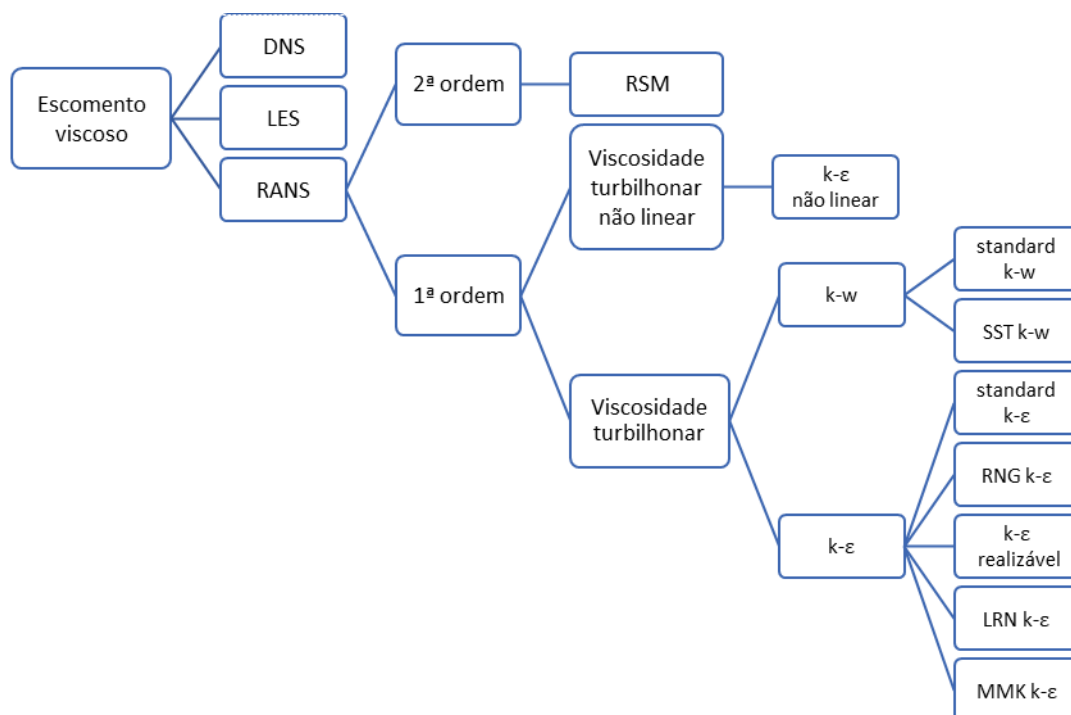 Escomento
viscoso
DNS
LES
RANS
2ª ordem
1ª ordem
RSM
Viscosidade
turbilhonar
não linear
Viscosidade
turbilhonar
k-ε
não linear
k-w
k-ε
standard
k-w
SST k-w
standard
k-ε
RNG k-ε
k-ε
realizável
LRN k-ε
MMK k-ε